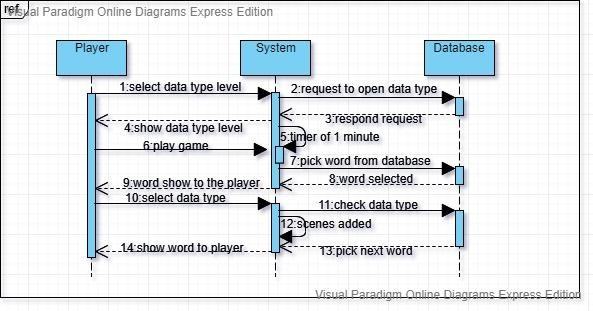 ref
Visual Paradigm Online Diagrams Express Edition
Player
System
Database
1:select data type level
2:request to open data type
3:respond request
4:show data type level
5:timer of 1 minute
6:play game
7:pick word from database
8:word selected
9:word show to the player
10:select data type
11:check data type
12:scenes added
13:pick next word
14:show word to player
Visual Paradigm Online Diagrams Express Edition